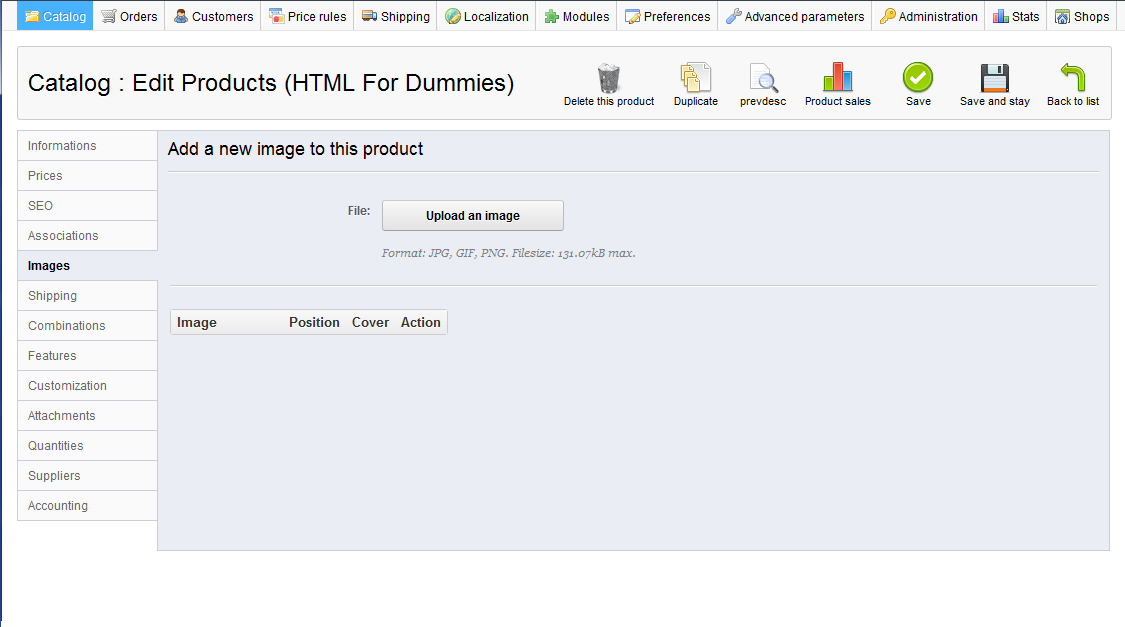 Catalog Orders Customers Price rules Shipping Localization Modules Preferences Advanced parameters Administration Stats Shops
Catalog : Edit Products (HTML For Dummies)
Delete this product Duplicate prevdesc Product sales Save Save and stay Back to list
Informations
Prices
SEO
Associations
Images
Shipping
Combinations
Features
Customization
Attachments
Quantities
Suppliers
Accounting
Add a new image to this product
File: Upload an image
Format: JPG, GIF, PNG. Filesize: 131.07kB max.
Image Position Cover Action